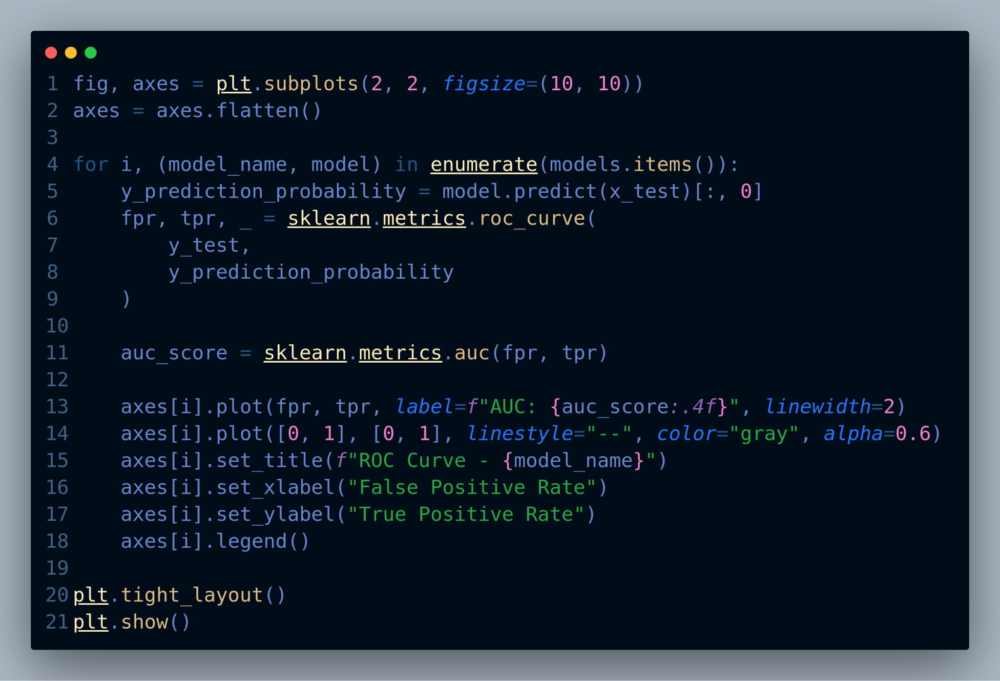 1 fig, axes = plt.subplots(2, 2, figsize=(10, 10))
2 axes = axes.flatten()
3
4 for i, (model_name, model) in enumerate(models.items()):
5     y_prediction_probability = model.predict(x_test)[:, 0]
6     fpr, tpr, _ = sklearn.metrics.roc_curve(
7         y_test,
8         y_prediction_probability
9     )
10
11     auc_score = sklearn.metrics.auc(fpr, tpr)
12
13     axes[i].plot(fpr, tpr, label=f"AUC: {auc_score:.4f}", linewidth=2)
14     axes[i].plot([0, 1], [0, 1], linestyle="--", color="gray", alpha=0.6)
15     axes[i].set_title(f"ROC Curve - {model_name}")
16     axes[i].set_xlabel("False Positive Rate")
17     axes[i].set_ylabel("True Positive Rate")
18     axes[i].legend()
19
20 plt.tight_layout()
21 plt.show()